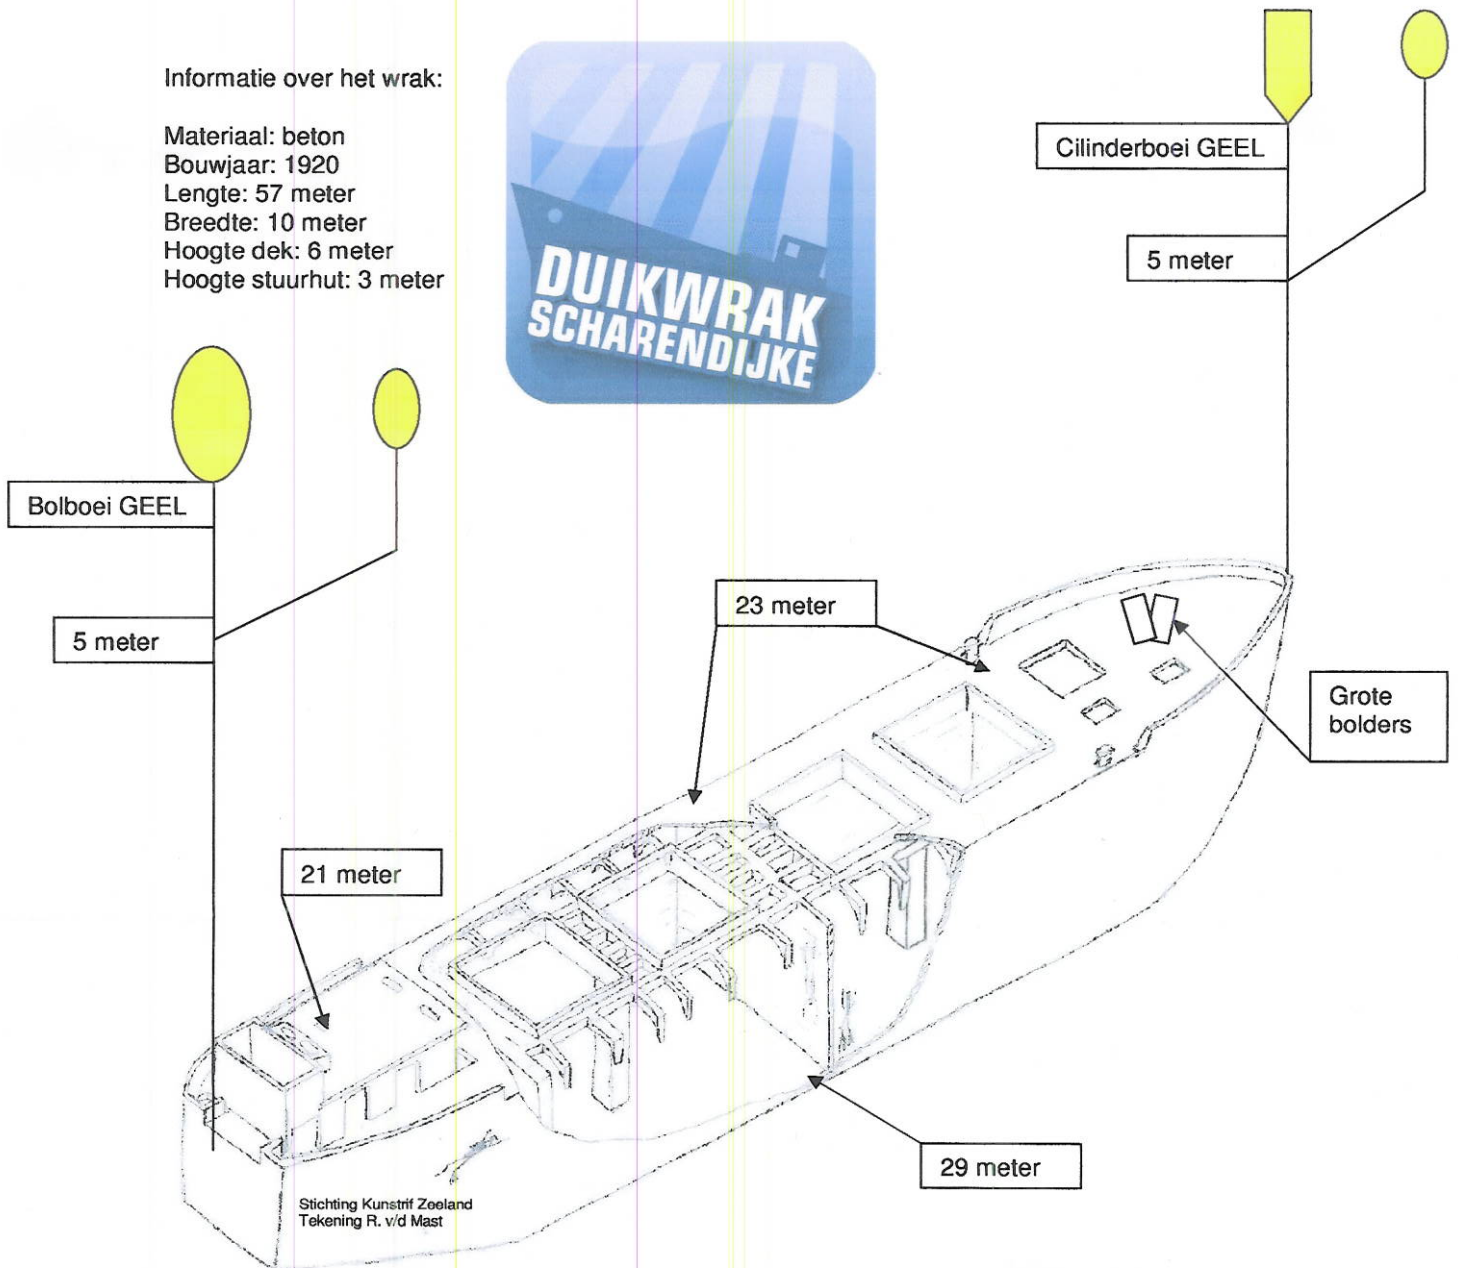 Informatie over het wrak:
Materiaal: beton
Bouwjaar: 1920
Lengte: 57 meter
Breedte: 10 meter
Hoogte dek: 6 meter
Hoogte stuurhut: 3 meter
DUIKWRAK
SCHARENDIJKE
Cilinderboei GEEL
5 meter
Bolboei GEEL
5 meter
23 meter
Grote
bolders
21 meter
29 meter
Stichting Kunstrif Zeeland
Tekening R. v/d Mast